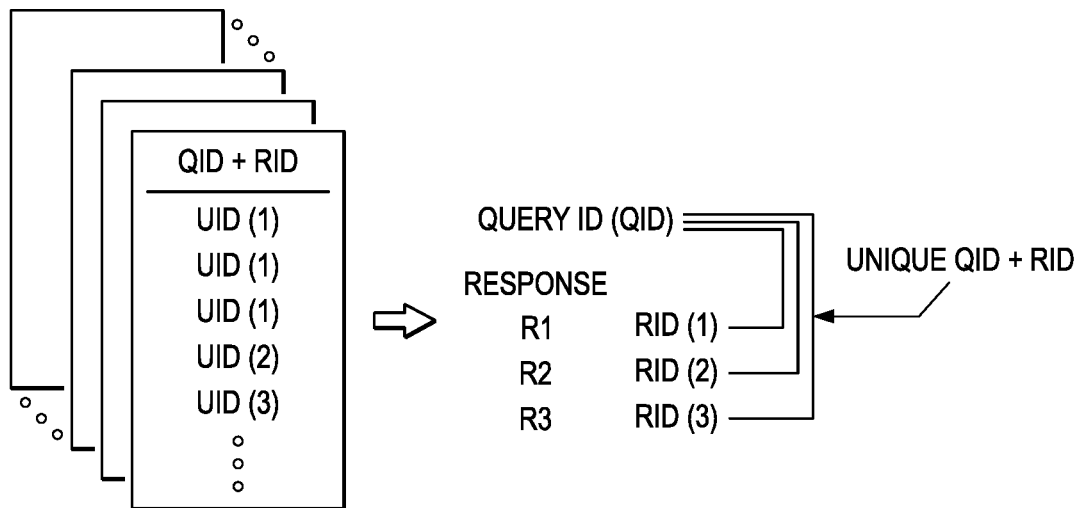 QID + RID
UID (1)
UID (1)
UID (1)
UID (2)
UID (3)
QUERY ID (QID)
UNIQUE QID + RID
RESPONSE
R1 RID (1)
R2 RID (2)
R3 RID (3)